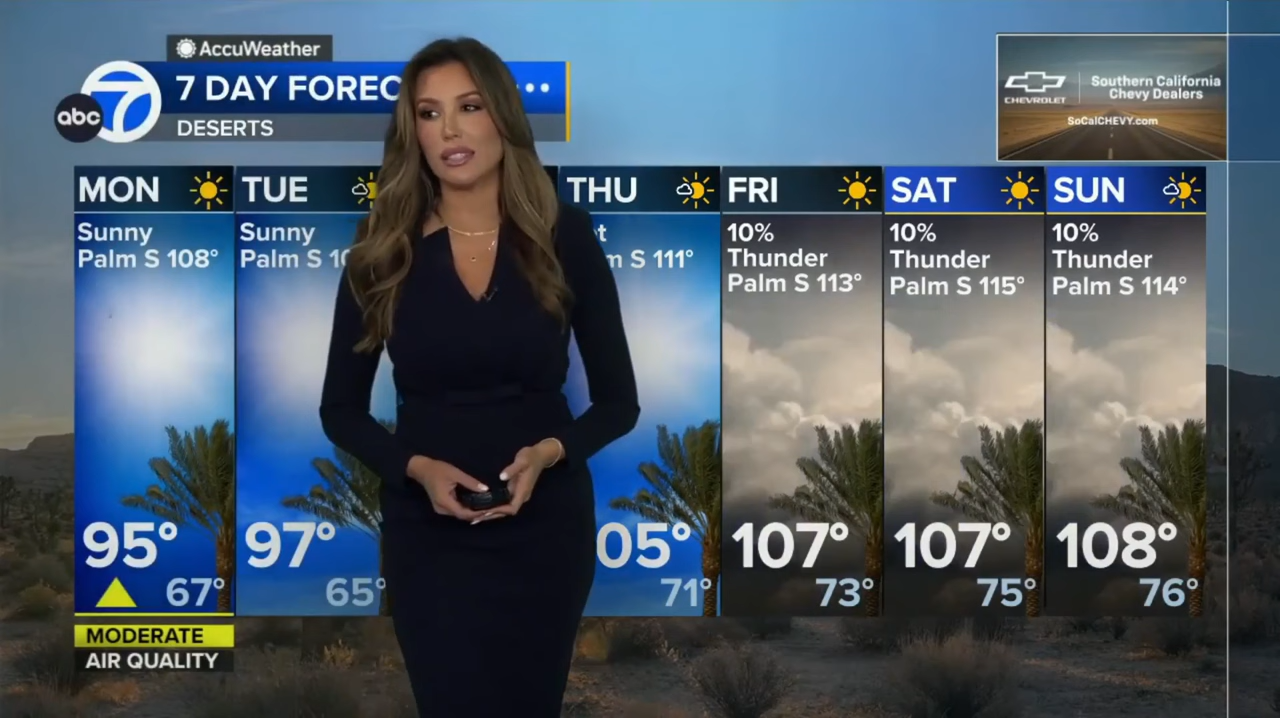 AccuWeather
abc 7
7 DAY FOREC
DESERTS
CHEVROLET
Southern California
Chevy Dealers
SoCalCHEVY.com
MON
Sunny
Palm S 108°
95°
67°
MODERATE
AIR QUALITY
TUE
Sunny
Palm S 10
97°
65°
THU
t
m S 111°
05°
71°
FRI
10%
Thunder
Palm S 113°
107°
73°
SAT
10%
Thunder
Palm S 115°
107°
75°
SUN
10%
Thunder
Palm S 114°
108°
76°